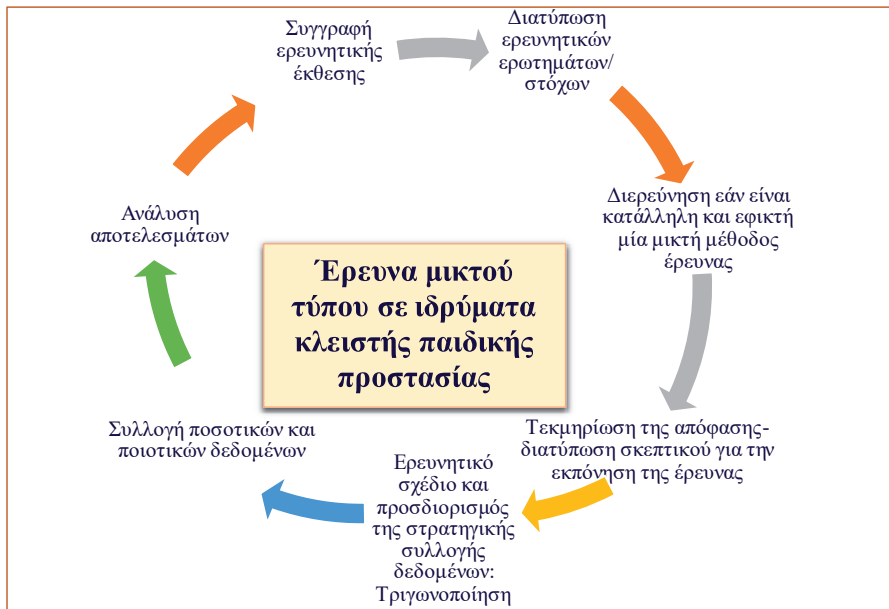 Συγγραφή
ερευνητικής
έκθεσης
Διατύπωση
ερευνητικών
ερωτημάτων/
στόχων
Διερεύνηση εάν είναι
κατάλληλη και εφικτή
μία μικτή μέθοδος
έρευνας
Τεκμηρίωση της απόφασης-
διατύπωση σκεπτικού για την
εκπόνηση της έρευνας
Ερευνητικό
σχέδιο και
προσδιορισμός
της στρατηγικής
συλλογής
δεδομένων:
Τριγωνοποίηση
Συλλογή ποσοτικών και
ποιοτικών δεδομένων
Ανάλυση
αποτελεσμάτων
Έρευνα μικτού
τύπου σε ιδρύματα
κλειστής παιδικής
προστασίας